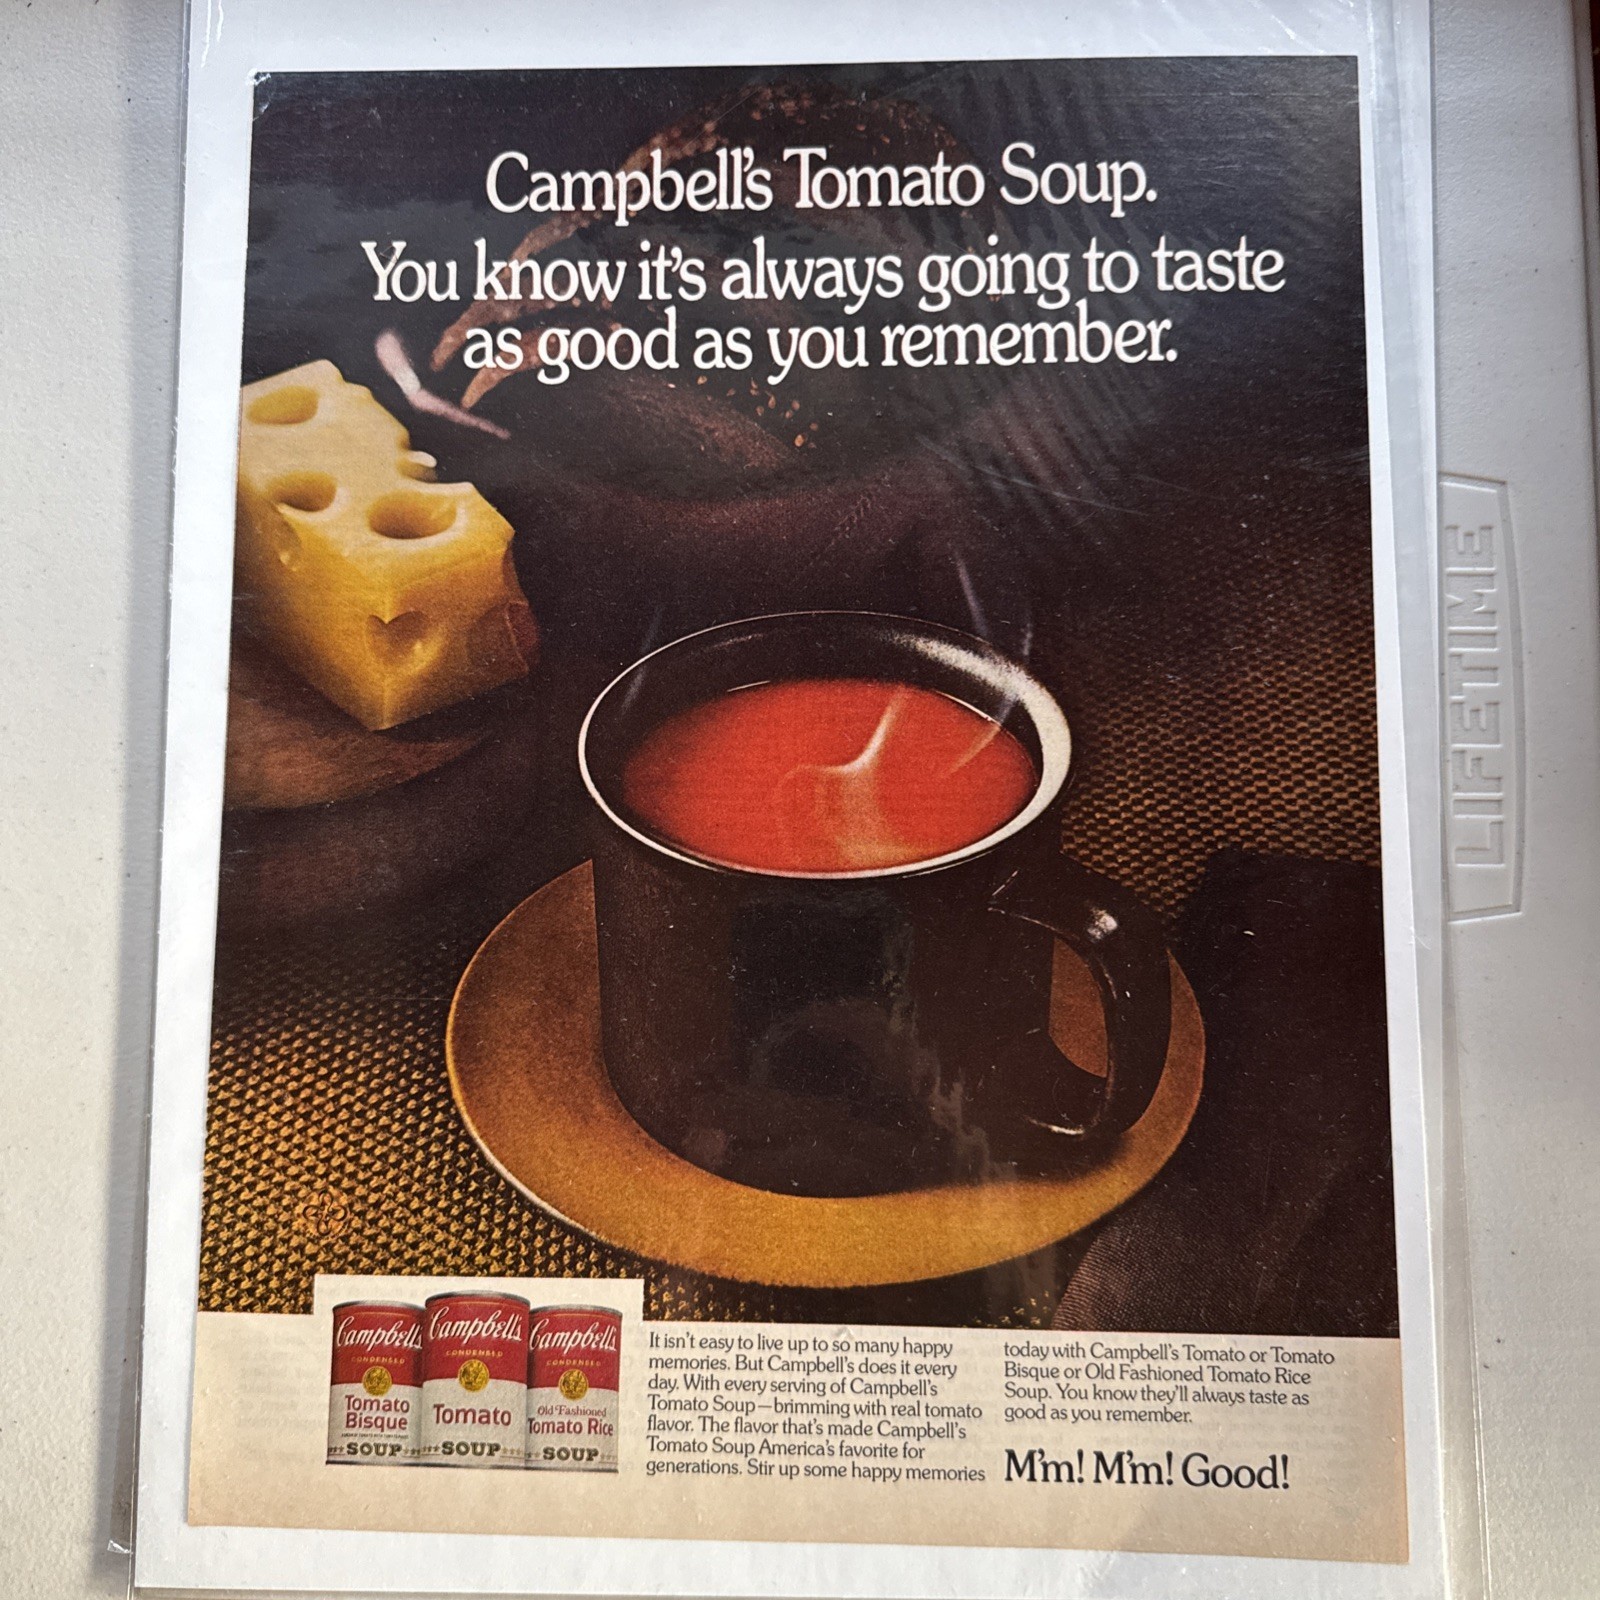 Campbell's Tomato Soup.
You know it's always going to taste
as good as you remember.
LIFETIME
Campbell's
CONDENSED
Tomato
Bisque
SOUP
Campbell's
CONDENSED
Tomato
SOUP
Campbell's
CONDENSED
Old Fashioned
Tomato Rice
SOUP
It isn't easy to live up to so many happy
memories. But Campbell's does it every
day. With every serving of Campbell's
Tomato Soup—brimming with real tomato
flavor. The flavor that's made Campbell's
Tomato Soup America's favorite for
generations. Stir up some happy memories
today with Campbell's Tomato or Tomato
Bisque or Old Fashioned Tomato Rice
Soup. You know they'll always taste as
good as you remember.
M'm! M'm! Good!